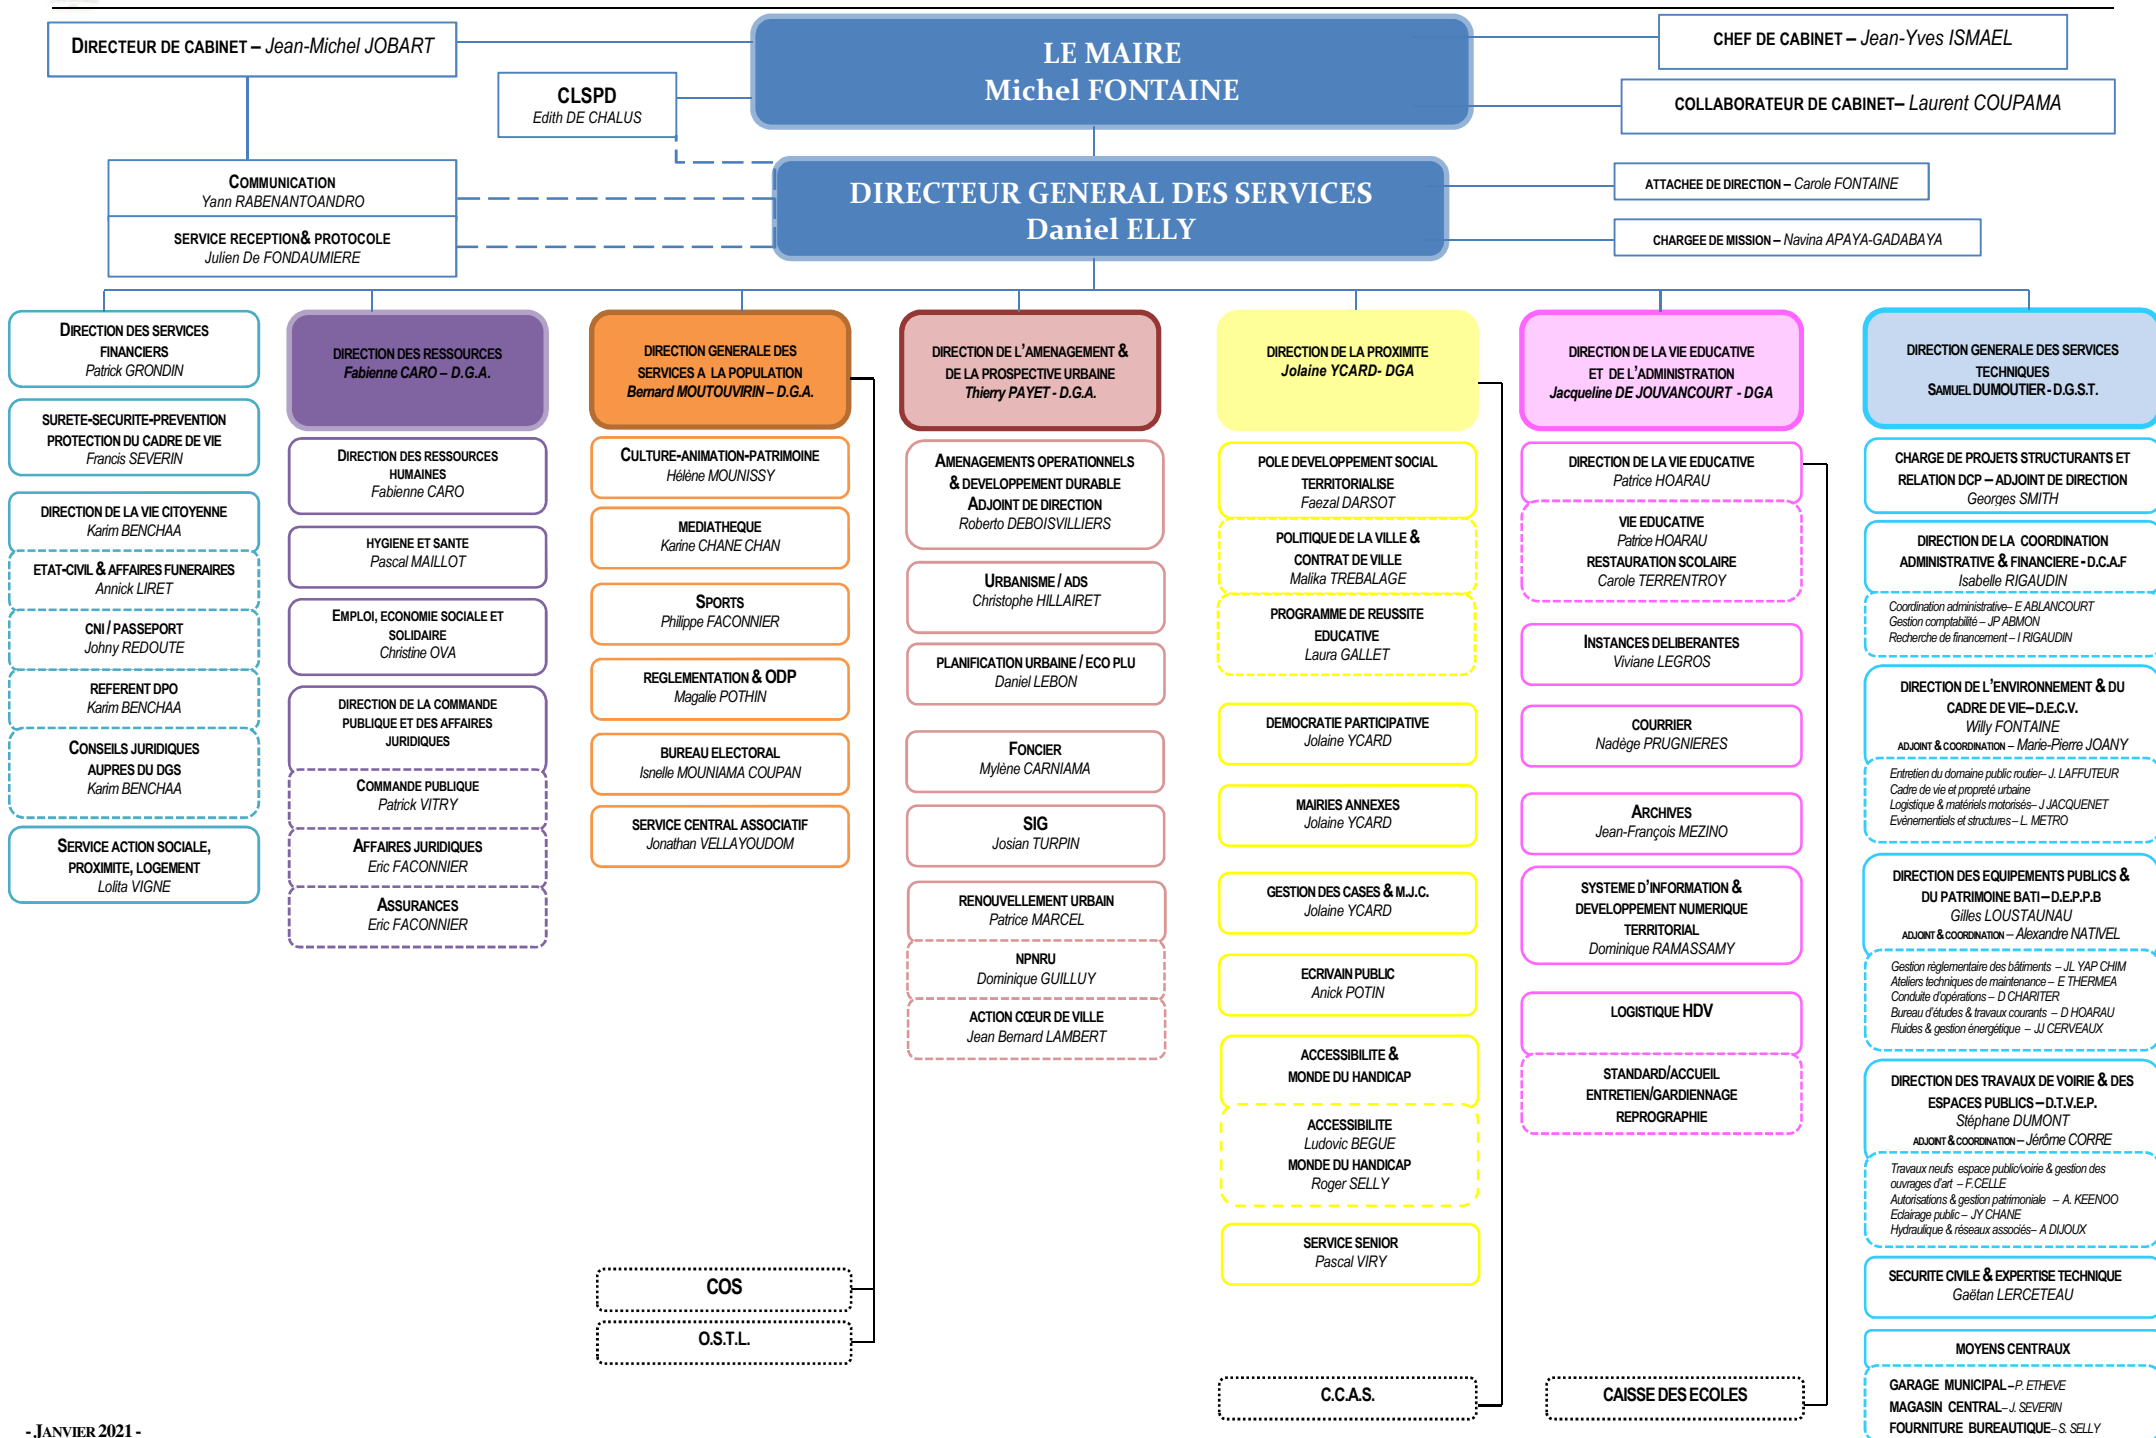 DIRECTEUR DE CABINET – Jean-Michel JOBART
LE MAIRE
Michel FONTAINE
CHEF DE CABINET – Jean-Yves ISMAEL
CLSPD
Edith DE CHALUS
COLLABORATEUR DE CABINET– Laurent COUPAMA
COMMUNICATION
Yann RABENANTOANDRO
SERVICE RECEPTION& PROTOCOLE
Julien De FONDAUMIERE
DIRECTEUR GENERAL DES SERVICES
Daniel ELLY
ATTACHEE DE DIRECTION – Carole FONTAINE
CHARGEE DE MISSION – Navina APAYA-GADABAYA
DIRECTION DES SERVICES
FINANCIERS
Patrick GRONDIN
SURETE-SECURITE-PREVENTION
PROTECTION DU CADRE DE VIE
Francis SEVERIN
DIRECTION DE LA VIE CITOYENNE
Karim BENCHAA
ETAT-CIVIL & AFFAIRES FUNERAIRES
Annick LIRET
CNI / PASSEPORT
Johny REDOUTE
REFERENT DPO
Karim BENCHAA
CONSEILS JURIDIQUES
AUPRES DU DGS
Karim BENCHAA
SERVICE ACTION SOCIALE,
PROXIMITE, LOGEMENT
Lolita VIGNE
DIRECTION DES RESSOURCES
Fabienne CARO – D.G.A.
DIRECTION DES RESSOURCES
HUMAINES
Fabienne CARO
HYGIENE ET SANTE
Pascal MAILLOT
EMPLOI, ECONOMIE SOCIALE ET
SOLIDAIRE
Christine OVA
DIRECTION DE LA COMMANDE
PUBLIQUE ET DES AFFAIRES
JURIDIQUES
COMMANDE PUBLIQUE
Patrick VITRY
AFFAIRES JURIDIQUES
Eric FACONNIER
ASSURANCES
Eric FACONNIER
DIRECTION GENERALE DES
SERVICES A LA POPULATION
Bernard MOUTOUVIRIN – D.G.A.
CULTURE-ANIMATION-PATRIMOINE
Hélène MOUNISSY
MEDIATHEQUE
Karine CHANE CHAN
SPORTS
Philippe FACONNIER
REGLEMENTATION & ODP
Magalie POTHIN
BUREAU ELECTORAL
Isnelle MOUNIAMA COUPAN
SERVICE CENTRAL ASSOCIATIF
Jonathan VELLAYOUDOM
COS
O.S.T.L.
DIRECTION DE L'AMENAGEMENT &
DE LA PROSPECTIVE URBAINE
Thierry PAYET - D.G.A.
AMENAGEMENTS OPERATIONNELS
& DEVELOPPEMENT DURABLE
ADJOINT DE DIRECTION
Roberto DEBOISVILLIERS
URBANISME / ADS
Christophe HILLAIRET
PLANIFICATION URBAINE / ECO PLU
Daniel LEBON
FONCIER
Mylène CARNIAMA
SIG
Josian TURPIN
RENOUVELLEMENT URBAIN
Patrice MARCEL
NPNRU
Dominique GUILLUY
ACTION CŒUR DE VILLE
Jean Bernard LAMBERT
DIRECTION DE LA PROXIMITE
Jolaine YCARD- DGA
POLE DEVELOPPEMENT SOCIAL
TERRITORIALISE
Faezal DARSOT
POLITIQUE DE LA VILLE &
CONTRAT DE VILLE
Malika TREBALAGE
PROGRAMME DE REUSSITE
EDUCATIVE
Laura GALLET
DEMOCRATIE PARTICIPATIVE
Jolaine YCARD
MAIRIES ANNEXES
Jolaine YCARD
GESTION DES CASES & M.J.C.
Jolaine YCARD
ECRIVAIN PUBLIC
Anick POTIN
ACCESSIBILITE &
MONDE DU HANDICAP
ACCESSIBILITE
Ludovic BEGUE
MONDE DU HANDICAP
Roger SELLY
SERVICE SENIOR
Pascal VIRY
C.C.A.S.
DIRECTION DE LA VIE EDUCATIVE
ET DE L'ADMINISTRATION
Jacqueline DE JOUVANCOURT - DGA
DIRECTION DE LA VIE EDUCATIVE
Patrice HOARAU
VIE EDUCATIVE
Patrice HOARAU
RESTAURATION SCOLAIRE
Carole TERRENTROY
INSTANCES DELIBERANTES
Viviane LEGROS
COURRIER
Nadège PRUGNIERES
ARCHIVES
Jean-François MEZINO
SYSTEME D'INFORMATION &
DEVELOPPEMENT NUMERIQUE
TERRITORIAL
Dominique RAMASSAMY
LOGISTIQUE HDV
STANDARD/ACCUEIL
ENTRETIEN/GARDIENNAGE
REPROGRAPHIE
CAISSE DES ECOLES
DIRECTION GENERALE DES SERVICES
TECHNIQUES
SAMUEL DUMOUTIER - D.G.S.T.
CHARGE DE PROJETS STRUCTURANTS ET
RELATION DCP – ADJOINT DE DIRECTION
Georges SMITH
DIRECTION DE LA COORDINATION
ADMINISTRATIVE & FINANCIERE - D.C.A.F
Isabelle RIGAUDIN
Coordination administrative– E ABLANCOURT
Gestion comptabilité – JP ABMON
Recherche de financement – I RIGAUDIN
DIRECTION DE L'ENVIRONNEMENT & DU
CADRE DE VIE– D.E.C.V.
Willy FONTAINE
ADJOINT & COORDINATION – Marie-Pierre JOANY
Entretien du domaine public routier– J. LAFFUTEUR
Cadre de vie et propreté urbaine
Logistique & matériels motorisés– J JACQUENET
Evènementiels et structures – L. METRO
DIRECTION DES EQUIPEMENTS PUBLICS &
DU PATRIMOINE BATI – D.E.P.P.B
Gilles LOUSTAUNAU
ADJOINT & COORDINATION – Alexandre NATIVEL
Gestion règlementaire des bâtiments – JL YAP CHIM
Ateliers techniques de maintenance – E THERMEA
Conduite d'opérations – D CHARITER
Bureau d'études & travaux courants – D HOARAU
Fluides & gestion énergétique – JJ CERVEAUX
DIRECTION DES TRAVAUX DE VOIRIE & DES
ESPACES PUBLICS – D.T.V.E.P.
Stéphane DUMONT
ADJOINT & COORDINATION – Jérôme CORRE
Travaux neufs espace public/voirie & gestion des
ouvrages d'art – F.CELLE
Autorisations & gestion patrimoniale – A. KEENOO
Eclairage public – JY CHANE
Hydraulique & réseaux associés– A DIJOUX
SECURITE CIVILE & EXPERTISE TECHNIQUE
Gaëtan LERCETEAU
MOYENS CENTRAUX
GARAGE MUNICIPAL – P. ETHEVE
MAGASIN CENTRAL – J. SEVERIN
FOURNITURE BUREAUTIQUE – S. SELLY
- JANVIER 2021 -